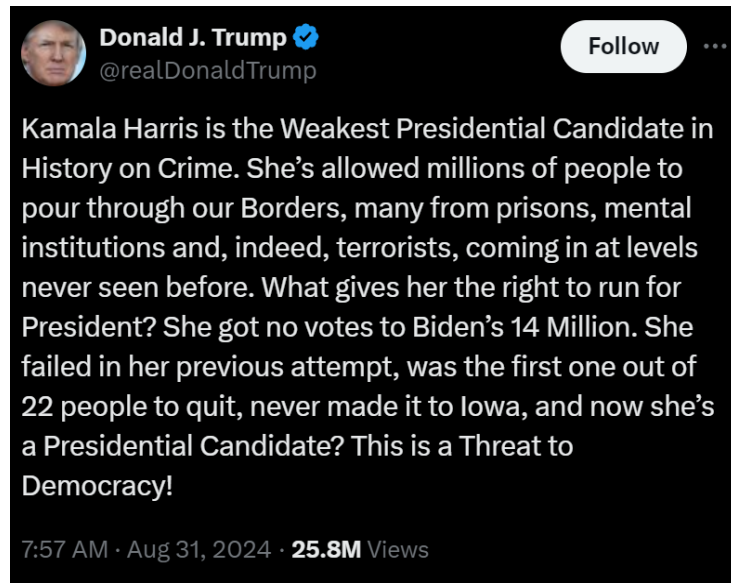 Donald J. Trump
@realDonaldTrump
Follow
Kamala Harris is the Weakest Presidential Candidate in
History on Crime. She’s allowed millions of people to
pour through our Borders, many from prisons, mental
institutions and, indeed, terrorists, coming in at levels
never seen before. What gives her the right to run for
President? She got no votes to Biden’s 14 Million. She
failed in her previous attempt, was the first one out of
22 people to quit, never made it to Iowa, and now she’s
a Presidential Candidate? This is a Threat to
Democracy!
7:57 AM · Aug 31, 2024 · 25.8M Views